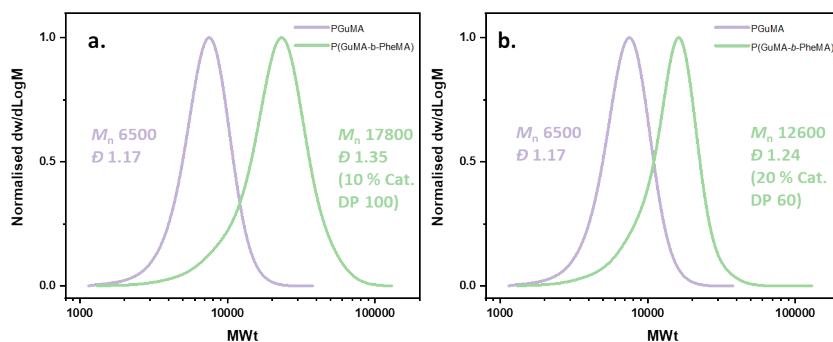 a.
PGuMA
P(GuMA-b-PheMA)
Normalised dw/dLogM
1.0
0.5
0.0
Mn 6500
Đ 1.17
Mn 17800
Đ 1.35
(10 % Cat.
DP 100)
1000
10000
100000
MWt
b.
PGuMA
P(GuMA-b-PheMA)
Normalised dw/dLogM
1.0
0.5
0.0
Mn 6500
Đ 1.17
Mn 12600
Đ 1.24
(20 % Cat.
DP 60)
1000
10000
100000
MWt